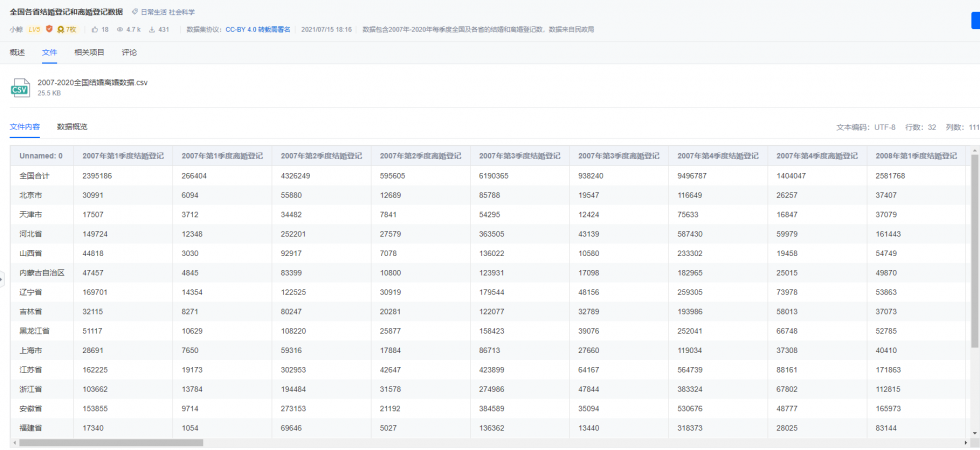 全国各省结婚登记和离婚登记数据 日常生活 社会科学
小鲸 LV5 7枚 18 4.7 k 431 数据集协议: CC-BY 4.0 转载需署名 2021/07/15 18:16 数据包含2007年-2020年每季度全国及各省的结婚和离婚登记数, 数据来自民政网
概述 文件 相关项目 评论
2007-2020全国结婚离婚数据.csv
CSV
25.5 KB
文件内容 数据概览 文本编码: UTF-8 行数: 32 列数: 111
Unnamed: 0 2007年第1季度结婚登记 2007年第1季度离婚登记 2007年第2季度结婚登记 2007年第2季度离婚登记 2007年第3季度结婚登记 2007年第3季度离婚登记 2007年第4季度结婚登记 2007年第4季度离婚登记 2008年第1季度结婚登记
全国合计 2395186 266404 4326249 595605 6190365 938240 9496787 1404047 2581768
北京市 30991 6094 55880 12689 85788 19547 116649 26257 37407
天津市 17507 3712 34482 7841 54295 12424 75633 16847 37079
河北省 149724 12348 252201 27579 363505 43139 587430 59979 161443
山西省 44818 3030 92917 7078 136022 10580 233302 19458 54749
内蒙古自治区 47457 4845 83399 10800 123931 17098 182965 25015 49870
辽宁省 169701 14354 122525 30919 179544 48156 259305 73978 53863
吉林省 32115 8271 80247 20281 122077 32789 193986 58013 37073
黑龙江省 51117 10629 108220 25877 158423 39076 252041 66748 52785
上海市 28691 7650 59316 17884 86713 27660 119034 37308 40410
江苏省 162225 19173 302953 42647 423899 64167 564739 88161 171863
浙江省 103662 13784 194484 31578 274986 47844 383324 67802 112815
安徽省 153855 9714 273153 21192 384589 35094 530676 48777 165973
福建省 17340 1054 69646 5027 136362 13440 318373 28025 83144